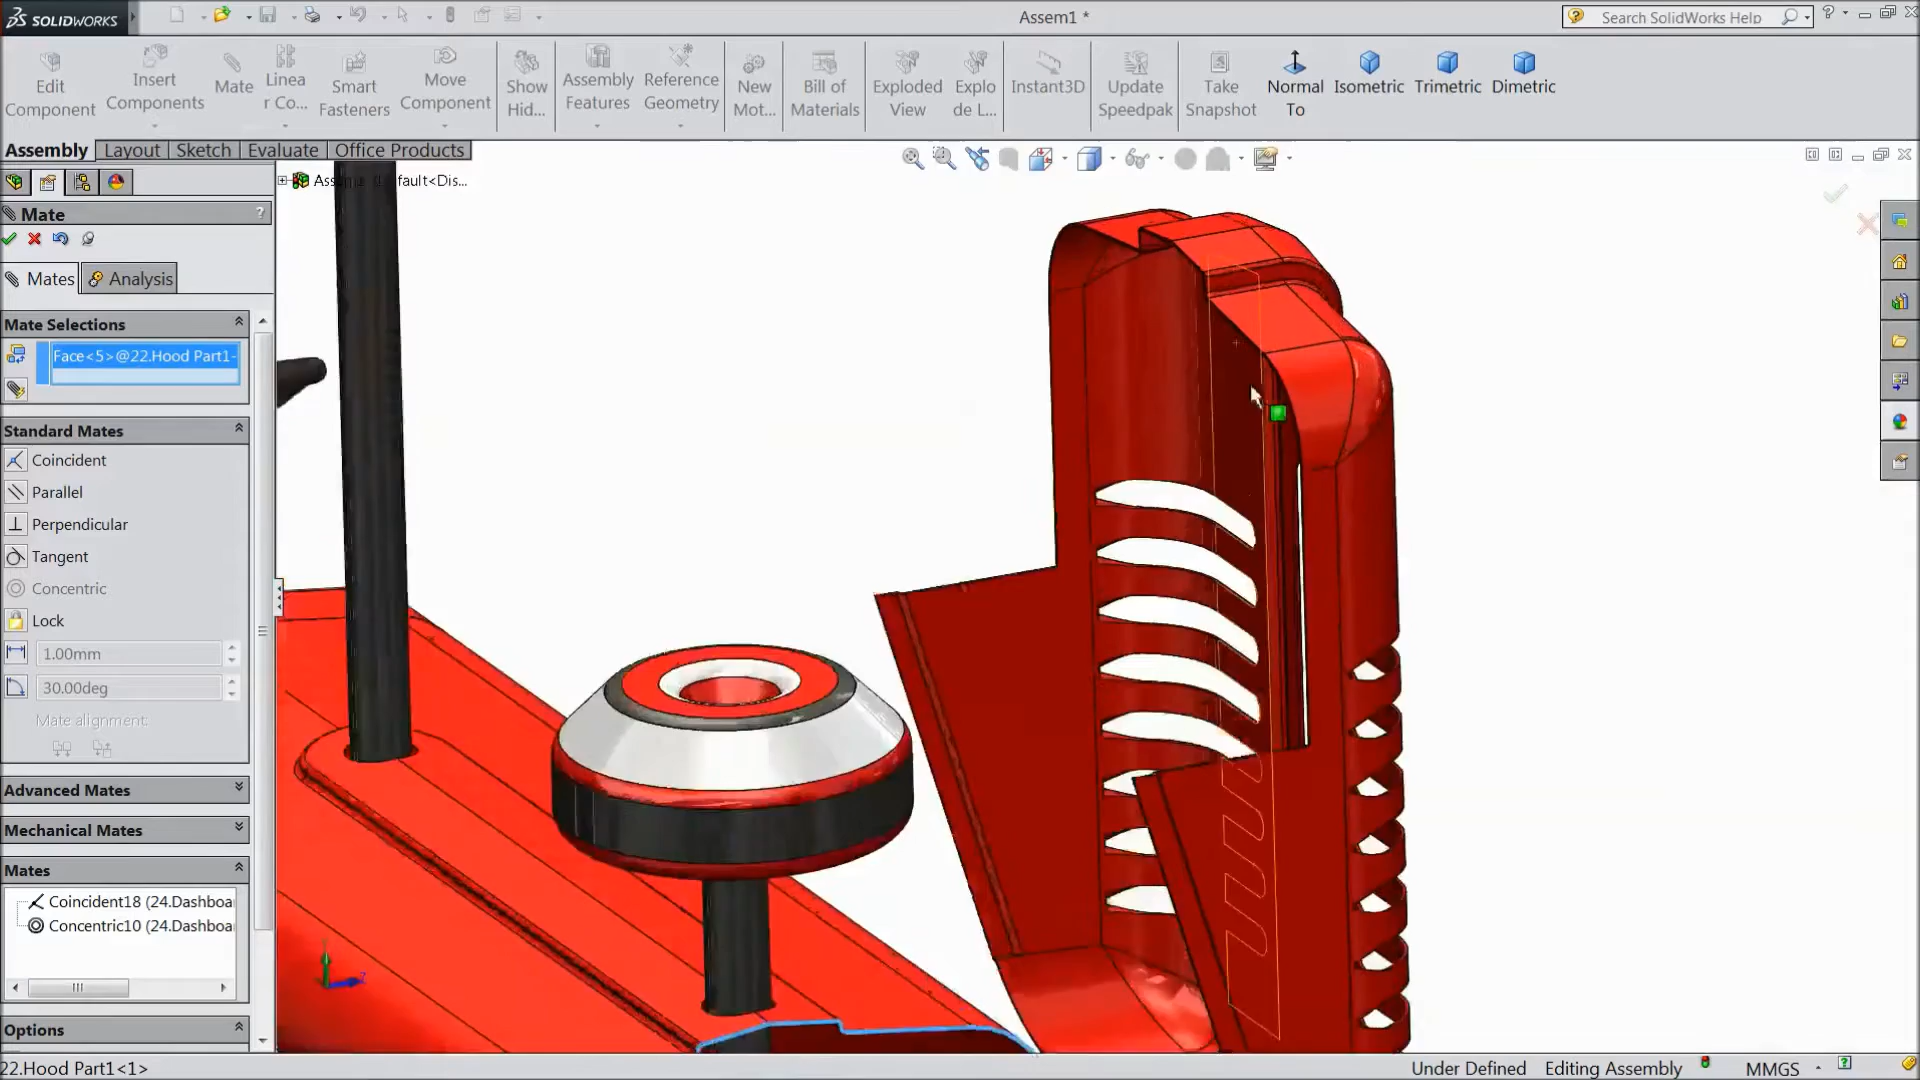 SOLIDWORKS
Assem1 *
Search SolidWorks Help
Edit Component
Insert Components
Mate
Linea r Co...
Smart Fasteners
Move Component
Show Hid...
Assembly Features
Reference Geometry
New Mot...
Bill of Materials
Exploded View
Explo de L...
Instant3D
Update Speedpak
Take Snapshot
Normal To
Isometric
Trimetric
Dimetric
Assembly Layout Sketch Evaluate Office Products
fault<Dis...
Mate ?
Mates Analysis
Mate Selections
Face<5>@22.Hood Part1-
Standard Mates
Coincident
Parallel
Perpendicular
Tangent
Concentric
Lock
1.00mm
30.00deg
Mate alignment:
Advanced Mates
Mechanical Mates
Mates
Coincident18 (24.Dashboa
Concentric10 (24.Dashboa
Options
22.Hood Part1<1>
Under Defined Editing Assembly MMGS